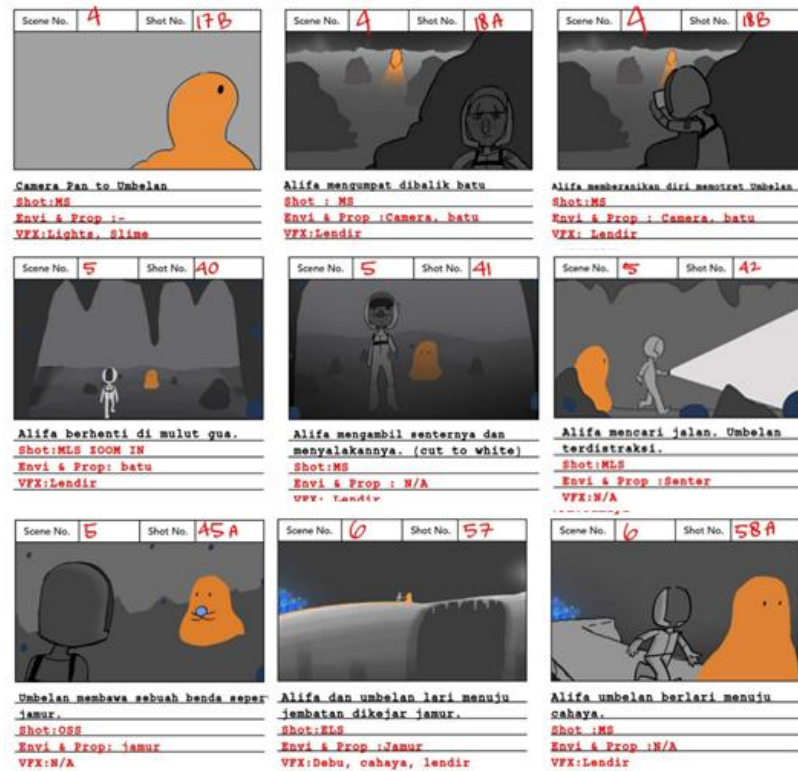 Scene No. 4 Shot No. 17B
Camera Pan to Umbelan
Shot:MS
Envi & Prop :-
VFX:Lights, Slime
Scene No. 4 Shot No. 18A
Alifa mengumpat dibalik batu
Shot : MS
Envi & Prop :Camera, batu
VFX:Lendir
Scene No. 4 Shot No. 18B
Alifa memberanikan diri memotret Umbelan
Shot:MS
Envi & Prop : Camera, batu
VFX: Lendir
Scene No. 5 Shot No. 40
Alifa berhenti di mulut gua.
Shot:MLS ZOOM IN
Envi & Prop: batu
VFX:Lendir
Scene No. 5 Shot No. 41
Alifa mengambil senternya dan
menyalakannya. (cut to white)
Shot:MS
Envi & Prop : N/A
VFX: Lendir
Scene No. 5 Shot No. 42
Alifa mencari jalan. Umbelan
terdistraksi.
Shot:MLS
Envi & Prop :Senter
VFX:N/A
Scene No. 5 Shot No. 45A
Umbelan membawa sebuah benda seper
jamur.
Shot:OSS
Envi & Prop: jamur
VFX:N/A
Scene No. 6 Shot No. 57
Alifa dan umbelan lari menuju
jembatan dikejar jamur.
Shot:ELS
Envi & Prop :Jamur
VFX:Debu, cahaya, lendir
Scene No. 6 Shot No. 58A
Alifa umbelan berlari menuju
cahaya.
Shot :MS
Envi & Prop :N/A
VFX:Lendir